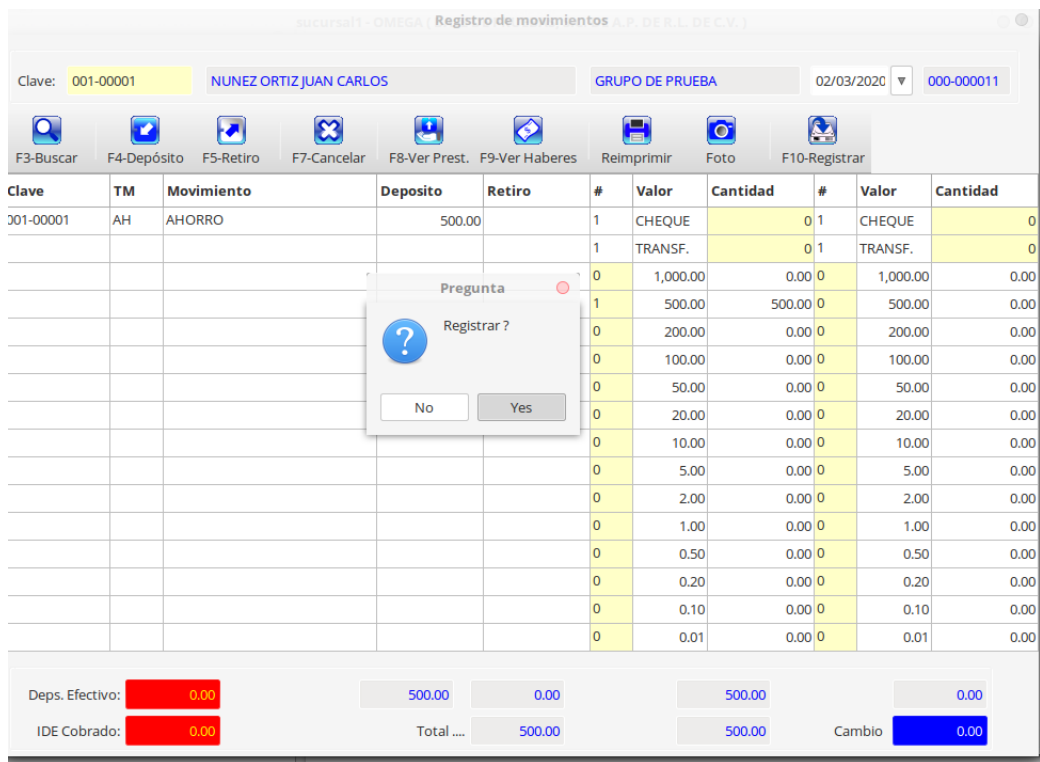 sucursal1 - OMEGA [ Registro de movimientos A.P. DE R.L. DE C.V. ]
Clave: 001-00001 NUNEZ ORTIZ JUAN CARLOS GRUPO DE PRUEBA 02/03/2020 000-000011
F3-Buscar F4-Depósito F5-Retiro F7-Cancelar F8-Ver Prest. F9-Ver Haberes Reimprimir Foto F10-Registrar
Clave TM Movimiento Deposito Retiro # Valor Cantidad # Valor Cantidad
001-00001 AH AHORRO 500.00 1 CHEQUE 0 1 CHEQUE 0
1 TRANSF. 0 1 TRANSF. 0
0 1,000.00 0.00 0 1,000.00 0.00
Pregunta
1 500.00 500.00 0 500.00 0.00
Registrar ?
0 200.00 0.00 0 200.00 0.00
0 100.00 0.00 0 100.00 0.00
0 50.00 0.00 0 50.00 0.00
No Yes
0 20.00 0.00 0 20.00 0.00
0 10.00 0.00 0 10.00 0.00
0 5.00 0.00 0 5.00 0.00
0 2.00 0.00 0 2.00 0.00
0 1.00 0.00 0 1.00 0.00
0 0.50 0.00 0 0.50 0.00
0 0.20 0.00 0 0.20 0.00
0 0.10 0.00 0 0.10 0.00
0 0.01 0.00 0 0.01 0.00
Deps. Efectivo: 0.00 500.00 0.00 500.00 0.00
IDE Cobrado: 0.00 Total .... 500.00 500.00 Cambio 0.00